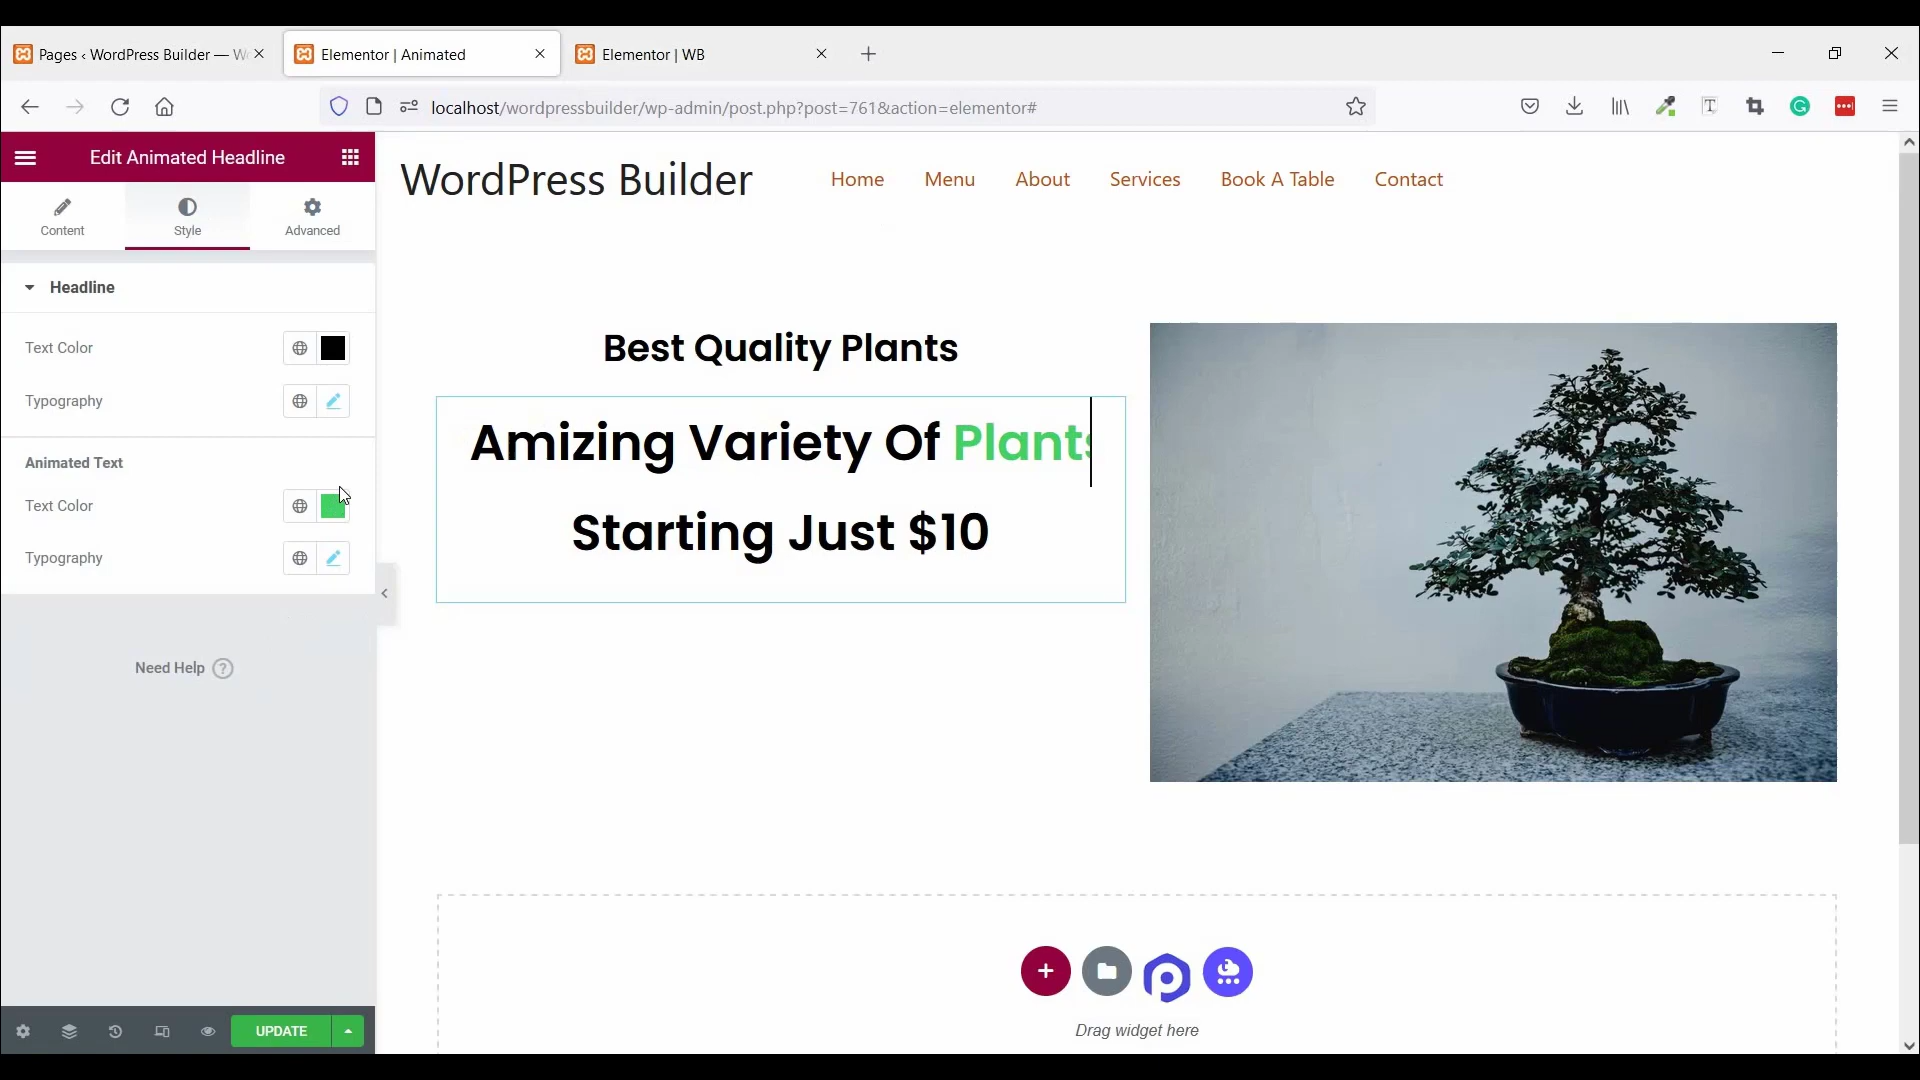 Pages ‹ WordPress Builder — W
Elementor | Animated
Elementor | WB
localhost/wordpressbuilder/wp-admin/post.php?post=761&action=elementor#
Edit Animated Headline
Content
Style
Advanced
Headline
Text Color
Typography
Animated Text
Text Color
Typography
Need Help ?
UPDATE
WordPress Builder
Home
Menu
About
Services
Book A Table
Contact
Best Quality Plants
Amizing Variety Of Plants
Starting Just $10
Drag widget here